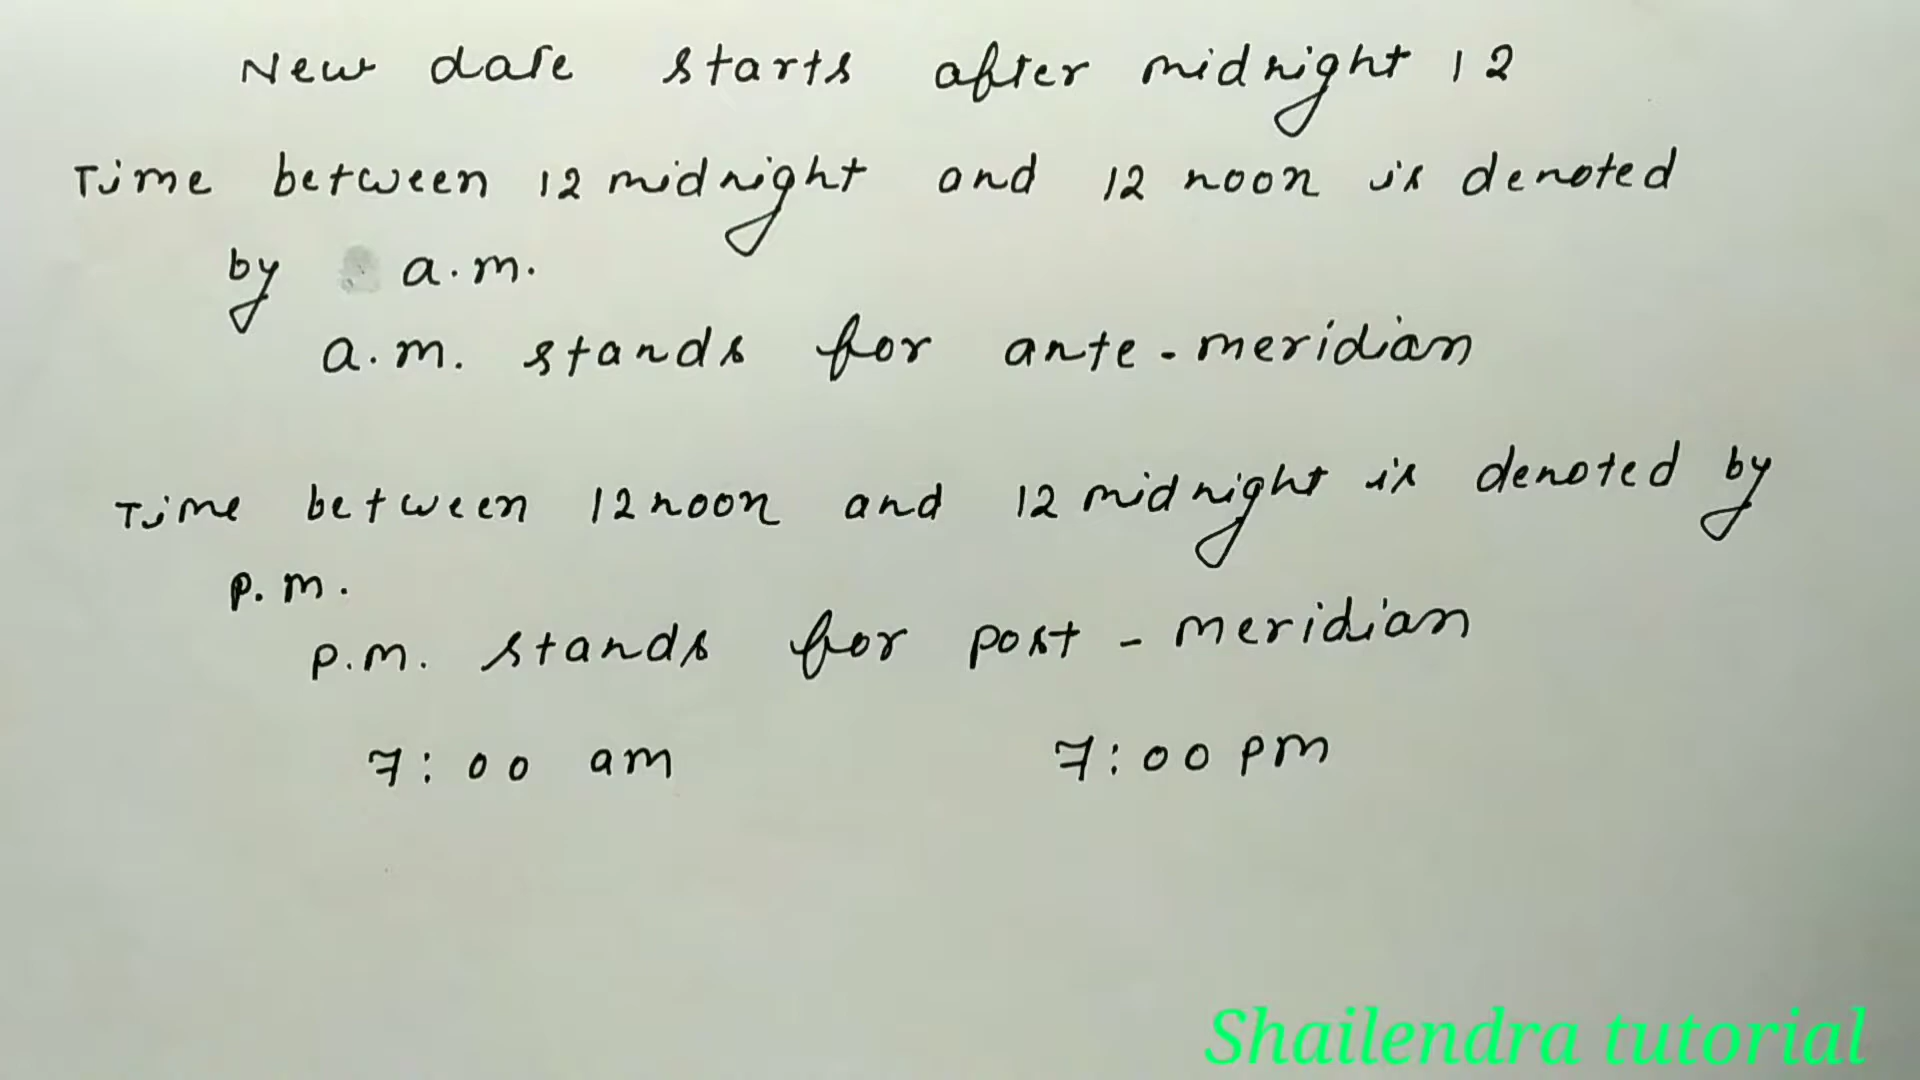 New date starts after midnight 12
Time between 12 midnight and 12 noon is denoted
by a.m.
a.m. stands for ante-meridian
Time between 12 noon and 12 midnight is denoted by
p.m.
p.m. stands for post-meridian
7:00 am 7:00 pm
Shailendra tutorial